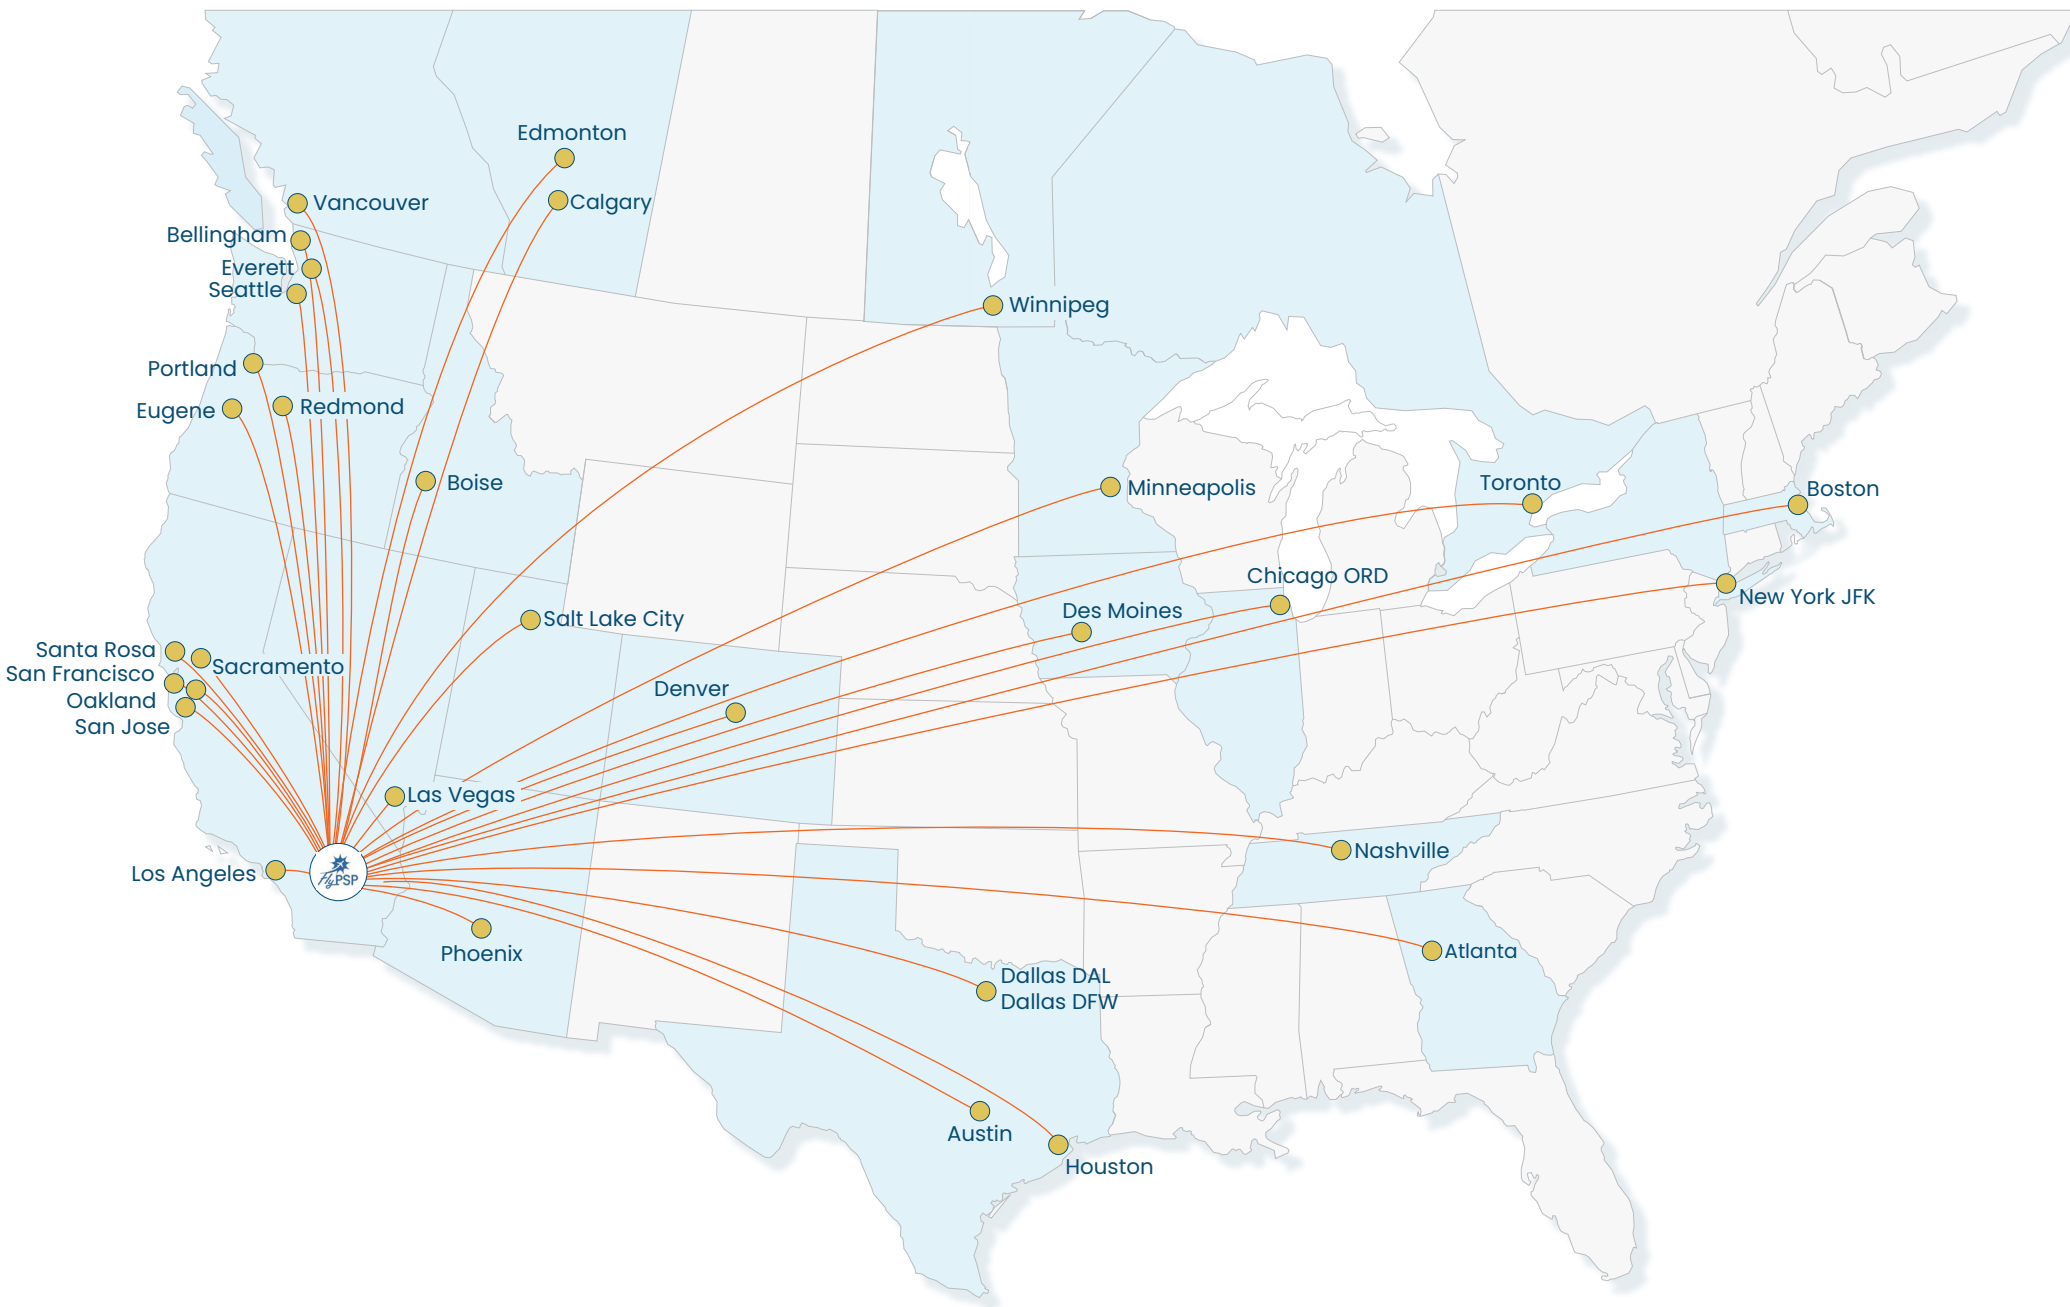 Edmonton
Vancouver
Calgary
Bellingham
Everett
Seattle
Winnipeg
Portland
Redmond
Eugene
Boise
Minneapolis
Toronto
Boston
Chicago ORD
New York JFK
Des Moines
Salt Lake City
Santa Rosa
Sacramento
San Francisco
Oakland
San Jose
Denver
Las Vegas
Nashville
Los Angeles
Fly PSP
Phoenix
Atlanta
Dallas DAL
Dallas DFW
Austin
Houston